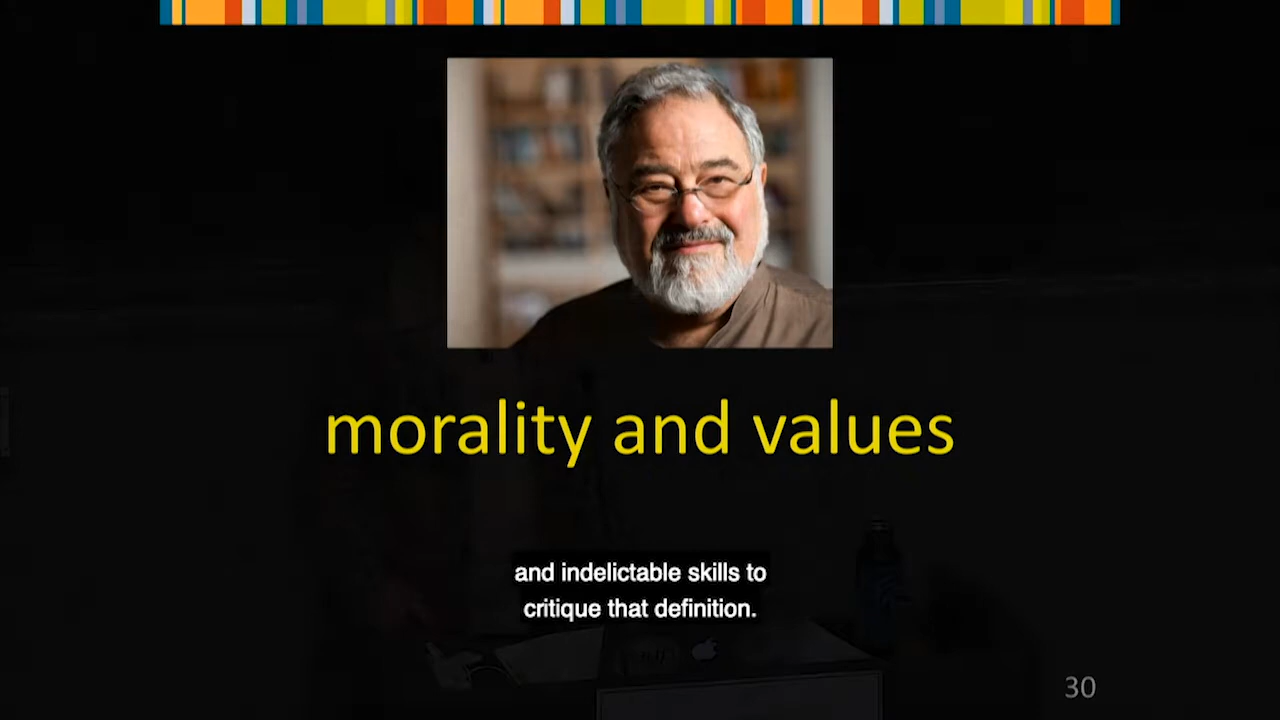 morality and values
and indelictable skills to
critique that definition.
30